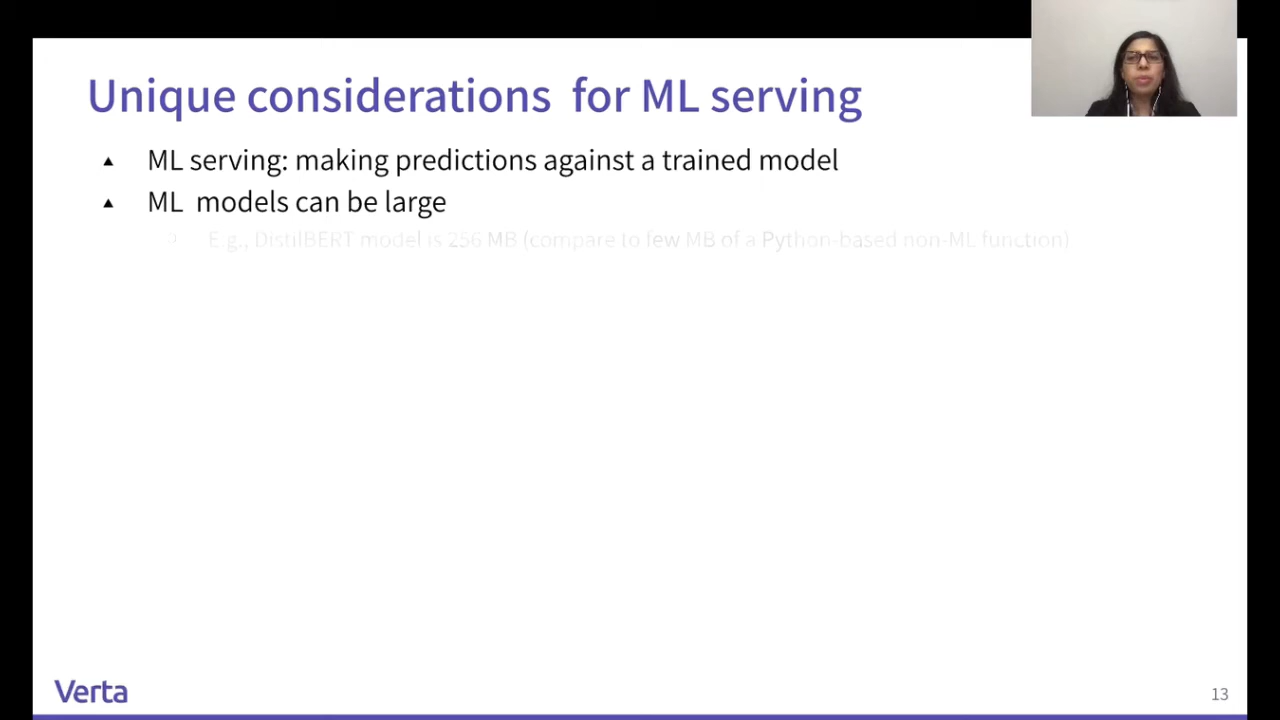 Unique considerations for ML serving
▲ ML serving: making predictions against a trained model
▲ ML models can be large
○ E.g., DistilBERT model is 256 MB (compare to few MB of a Python-based non-ML function)
Verta
13